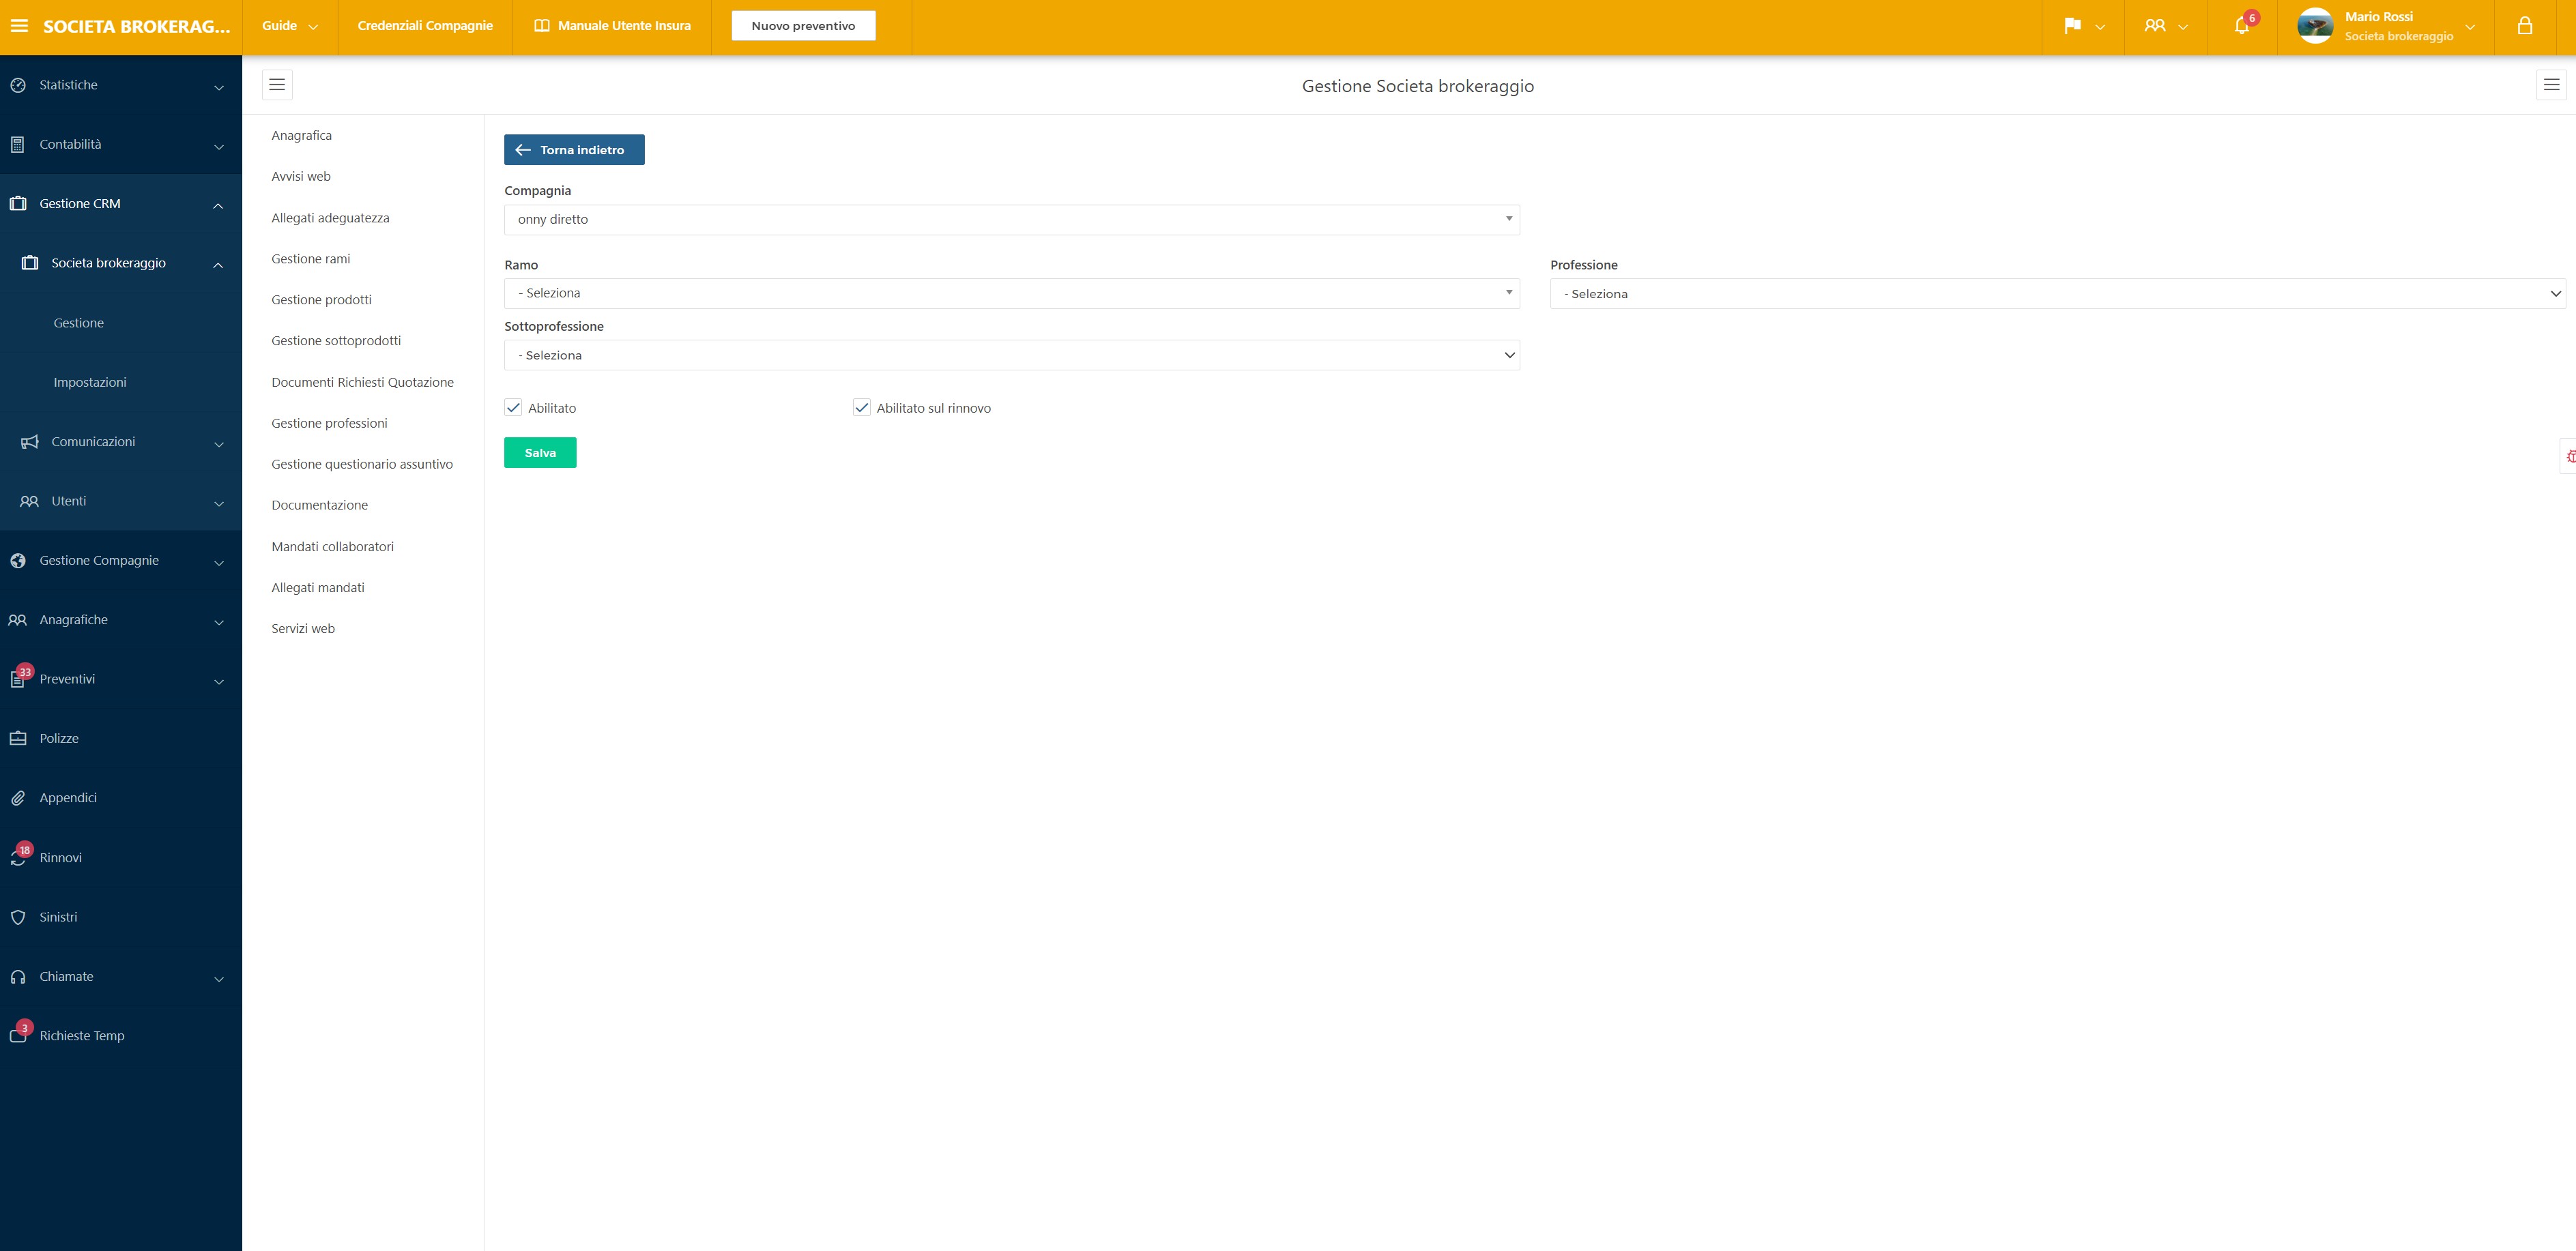 SOCIETA BROKERAG...
Guide
Credenziali Compagnie
Manuale Utente Insura
Nuovo preventivo
6
Mario Rossi
Societa brokeraggio
Statistiche
Contabilità
Gestione CRM
Societa brokeraggio
Gestione
Impostazioni
Comunicazioni
Utenti
Gestione Compagnie
Anagrafiche
33
Preventivi
Polizze
Appendici
18
Rinnovi
Sinistri
Chiamate
3
Richieste Temp
Gestione Societa brokeraggio
Anagrafica
Avvisi web
Allegati adeguatezza
Gestione rami
Gestione prodotti
Gestione sottoprodotti
Documenti Richiesti Quotazione
Gestione professioni
Gestione questionario assuntivo
Documentazione
Mandati collaboratori
Allegati mandati
Servizi web
Torna indietro
Compagnia
onny diretto
Ramo
- Seleziona
Professione
- Seleziona
Sottoprofessione
- Seleziona
Abilitato
Abilitato sul rinnovo
Salva